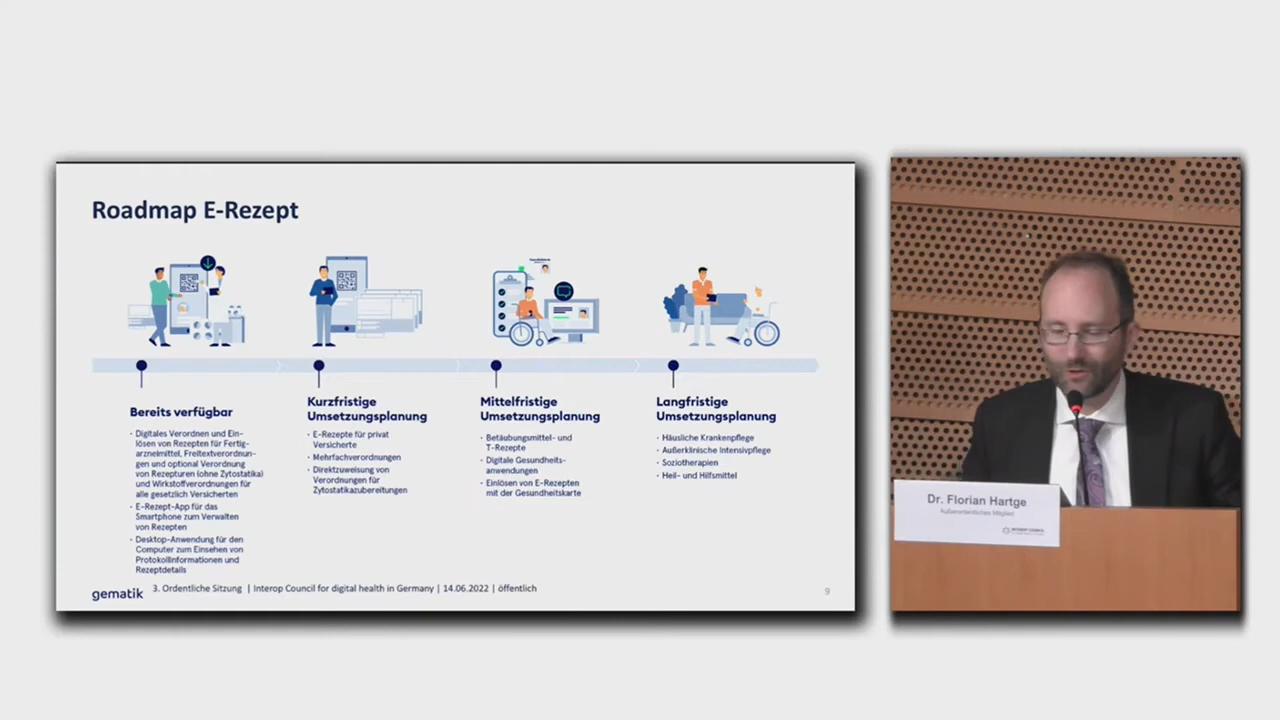 Roadmap E-Rezept
Bereits verfügbar
· Digitales Verordnen und Ein-
lösen von Rezepten für Fertig-
arzneimittel, Freitextverordnun-
gen und optional Verordnung
von Rezepturen (ohne Zytostatika)
und Wirkstoffverordnungen für
alle gesetzlich Versicherten
· E-Rezept-App für das
Smartphone zum Verwalten
von Rezepten
· Desktop-Anwendung für den
Computer zum Einsehen von
Protokollinformationen und
Rezeptdetails
Kurzfristige
Umsetzungsplanung
· E-Rezepte für privat
Versicherte
· Mehrfachverordnungen
· Direktzuweisung von
Verordnungen für
Zytostatikazubereitungen
Mittelfristige
Umsetzungsplanung
· Betäubungsmittel- und
T-Rezepte
· Digitale Gesundheits-
anwendungen
· Einlösen von E-Rezepten
mit der Gesundheitskarte
Langfristige
Umsetzungsplanung
· Häusliche Krankenpflege
· Außerklinische Intensivpflege
· Soziotherapien
· Heil- und Hilfsmittel
gematik
3. Ordentliche Sitzung | Interop Council for digital health in Germany | 14.06.2022 | öffentlich
9
Dr. Florian Hartge
Außerordentliches Mitglied
INTEROP COUNCIL